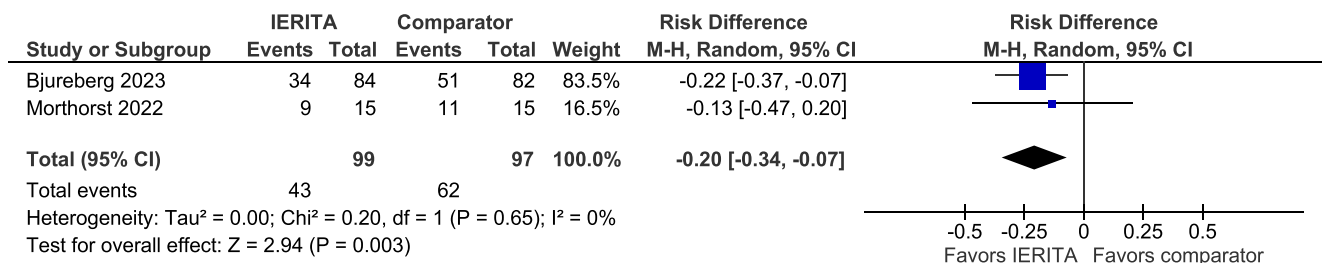 IERITA Comparator Risk Difference Risk Difference
Study or Subgroup Events Total Events Total Weight M-H, Random, 95% CI M-H, Random, 95% CI
Bjureberg 2023 34 84 51 82 83.5% -0.22 [-0.37, -0.07]
Morthorst 2022 9 15 11 15 16.5% -0.13 [-0.47, 0.20]
Total (95% CI) 99 97 100.0% -0.20 [-0.34, -0.07]
Total events 43 62
Heterogeneity: Tau² = 0.00; Chi² = 0.20, df = 1 (P = 0.65); I² = 0%
Test for overall effect: Z = 2.94 (P = 0.003)
-0.5 -0.25 0 0.25 0.5
Favors IERITA Favors comparator